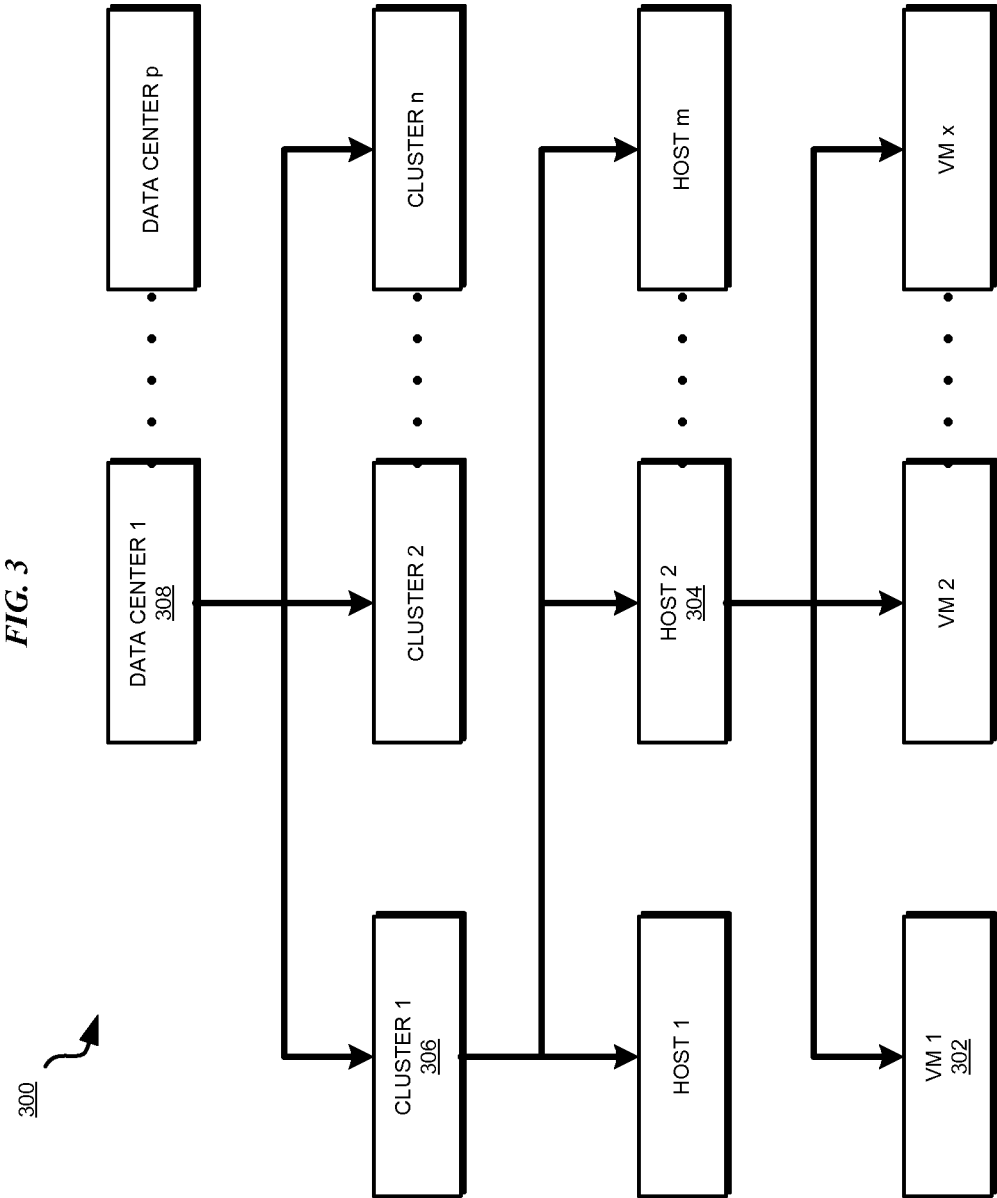 FIG. 3
300
DATA CENTER 1
308
DATA CENTER p
CLUSTER 1
306
CLUSTER 2
CLUSTER n
HOST 1
HOST 2
304
HOST m
VM 1
302
VM 2
VM x